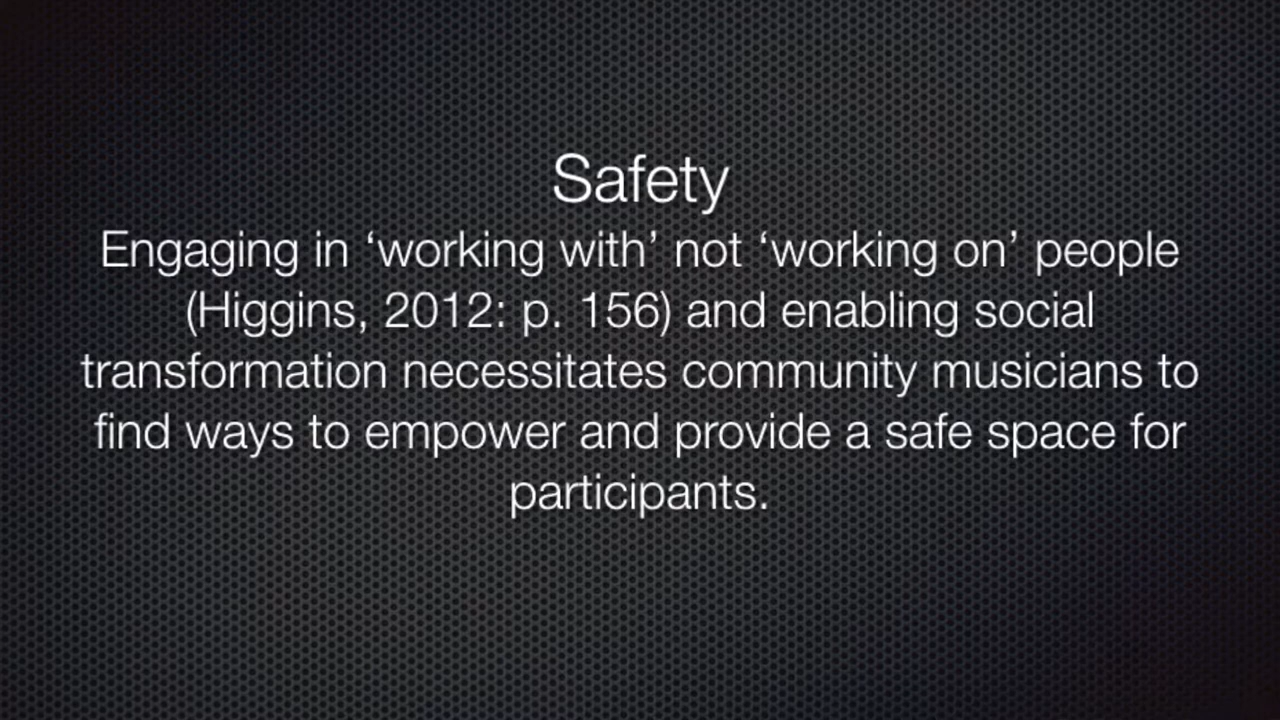 Safety
Engaging in ‘working with’ not ‘working on’ people
(Higgins, 2012: p. 156) and enabling social
transformation necessitates community musicians to
find ways to empower and provide a safe space for
participants.